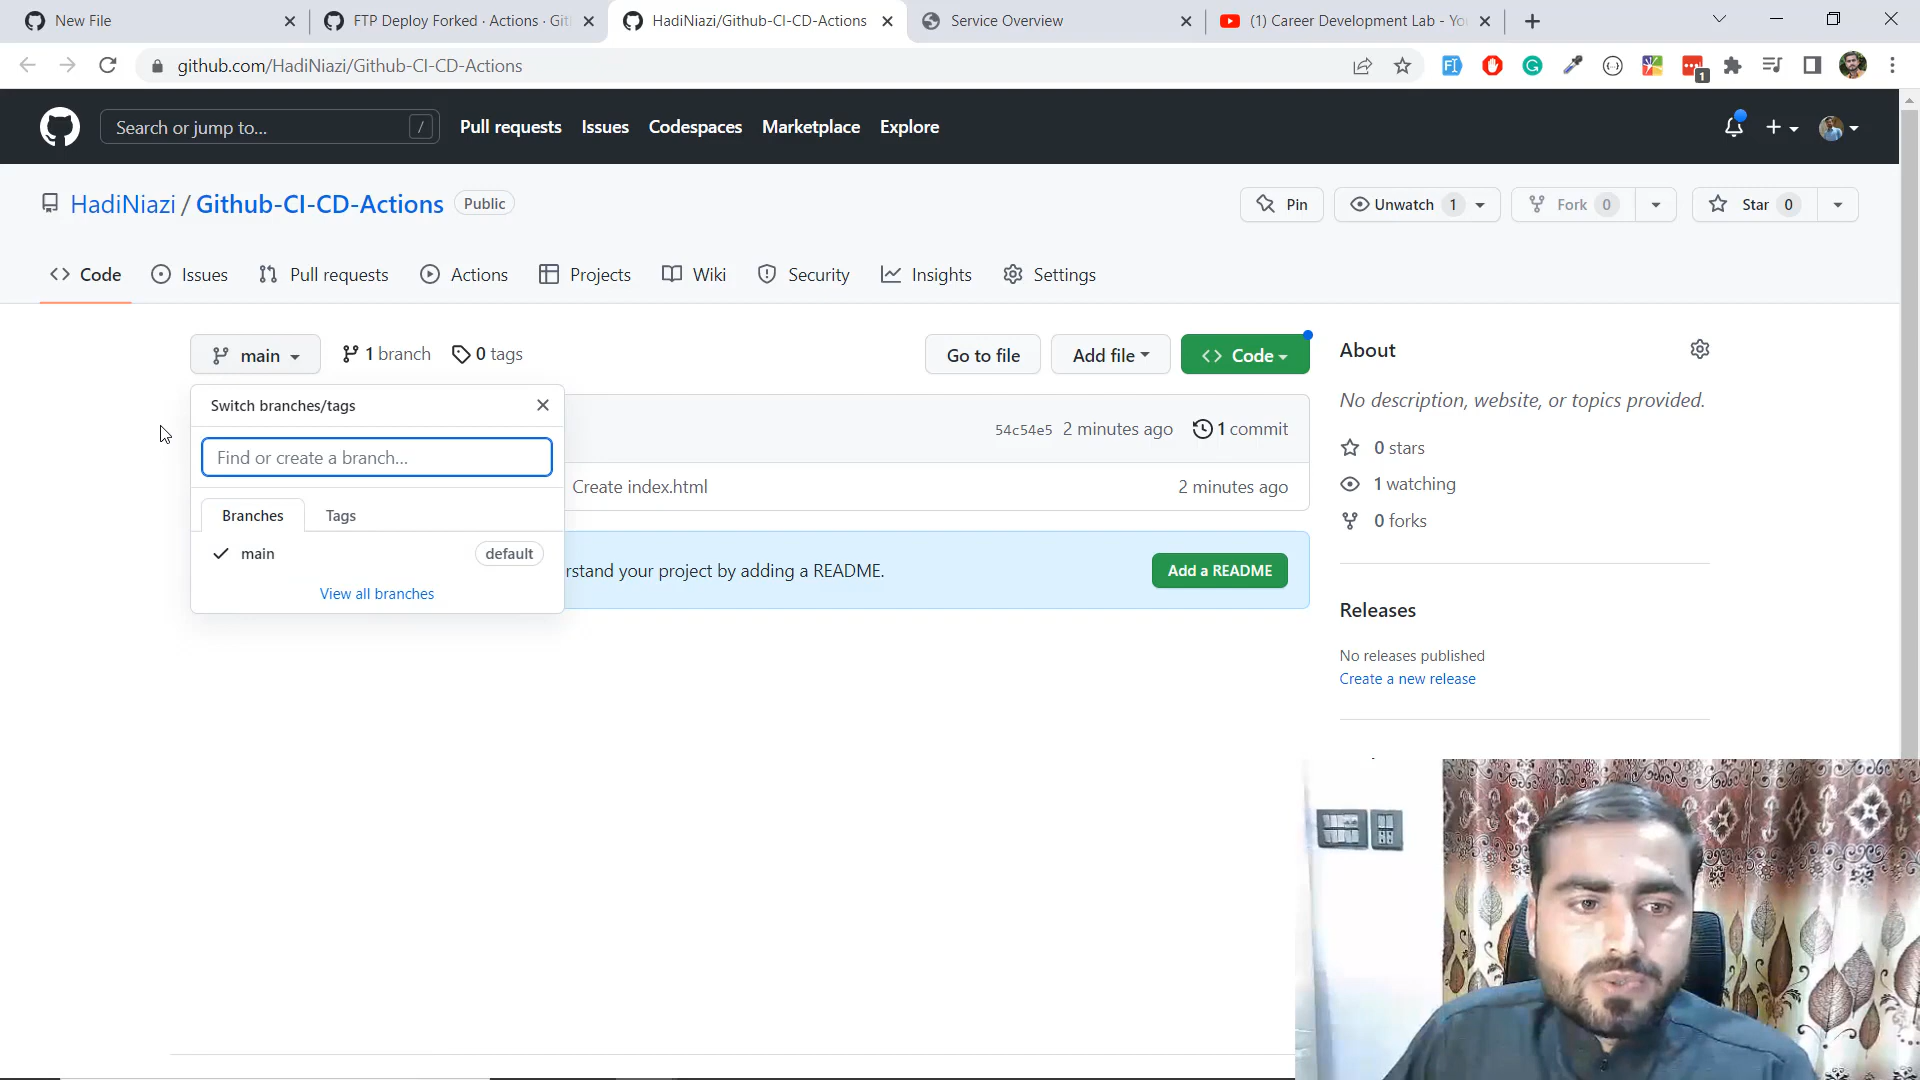 New File
FTP Deploy Forked · Actions · Git
HadiNiazi/Github-CI-CD-Actions
Service Overview
(1) Career Development Lab - Yo
github.com/HadiNiazi/Github-CI-CD-Actions
1
Search or jump to...
/
Pull requests
Issues
Codespaces
Marketplace
Explore
HadiNiazi / Github-CI-CD-Actions
Public
Pin
Unwatch 1
Fork 0
Star 0
Code
Issues
Pull requests
Actions
Projects
Wiki
Security
Insights
Settings
main
1 branch
0 tags
Go to file
Add file
Code
Switch branches/tags
Find or create a branch...
Branches
Tags
main
default
View all branches
54c54e5 2 minutes ago
1 commit
Create index.html
2 minutes ago
rstand your project by adding a README.
Add a README
About
No description, website, or topics provided.
0 stars
1 watching
0 forks
Releases
No releases published
Create a new release